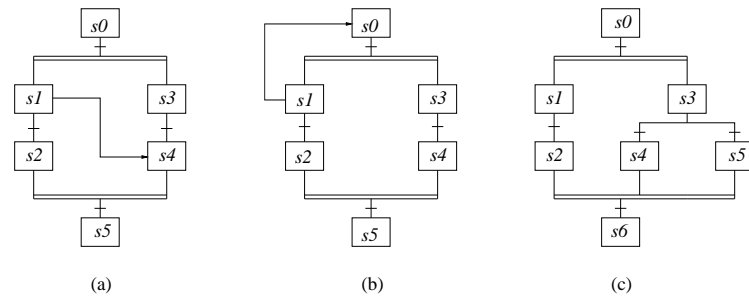 s0 s0 s0
s1 s3 s1 s3 s1 s3
s2 s4 s2 s4 s2 s4 s5
s5 s5 s6
(a) (b) (c)